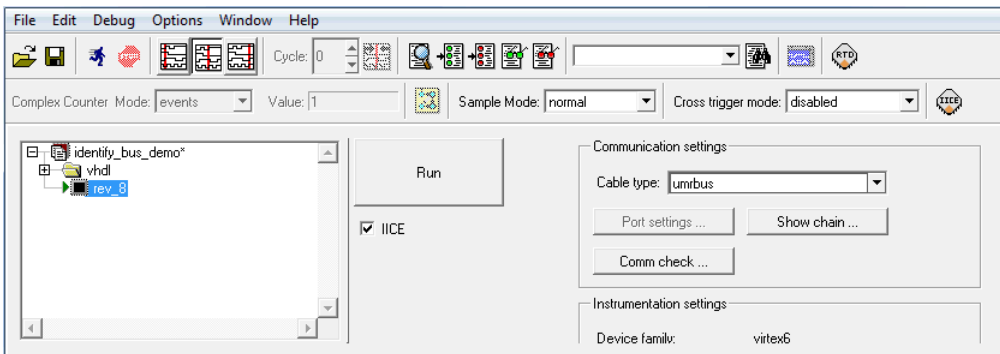 File Edit Debug Options Window Help
STOP Cycle: 0 RTD
Complex Counter Mode: events Value: 1 Sample Mode: normal Cross trigger mode: disabled IICE
identify_bus_demo*
vhdl
rev_8
Run
IICE
Communication settings
Cable type: umrbus
Port settings ... Show chain ...
Comm check ...
Instrumentation settings
Device family: virtex6